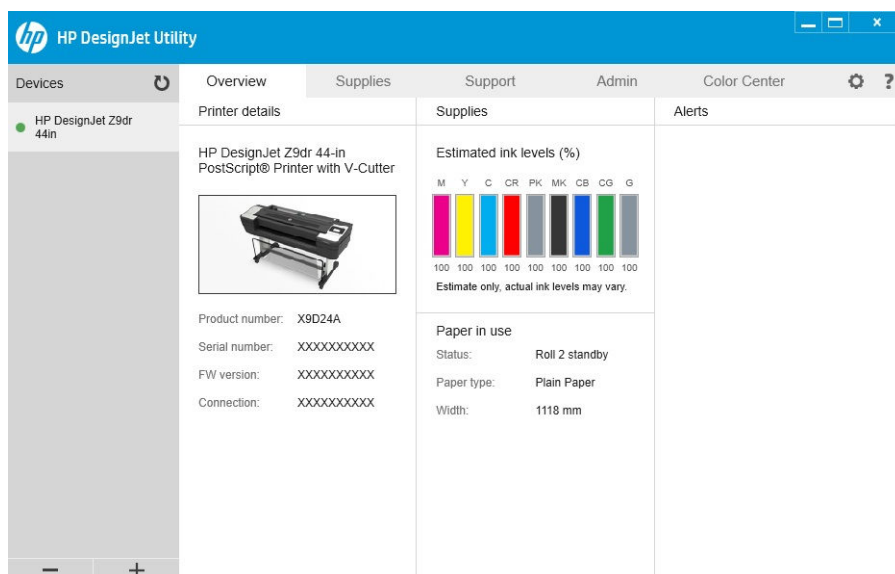 hp HP DesignJet Utility
Devices
HP DesignJet Z9dr
44in
Overview Supplies Support Admin Color Center ?
Printer details
HP DesignJet Z9dr 44-in
PostScript® Printer with V-Cutter
Product number: X9D24A
Serial number: XXXXXXXXXX
FW version: XXXXXXXXXX
Connection: XXXXXXXXXX
Supplies
Estimated ink levels (%)
M Y C CR PK MK CB CG G
100 100 100 100 100 100 100 100 100
Estimate only, actual ink levels may vary.
Paper in use
Status: Roll 2 standby
Paper type: Plain Paper
Width: 1118 mm
Alerts